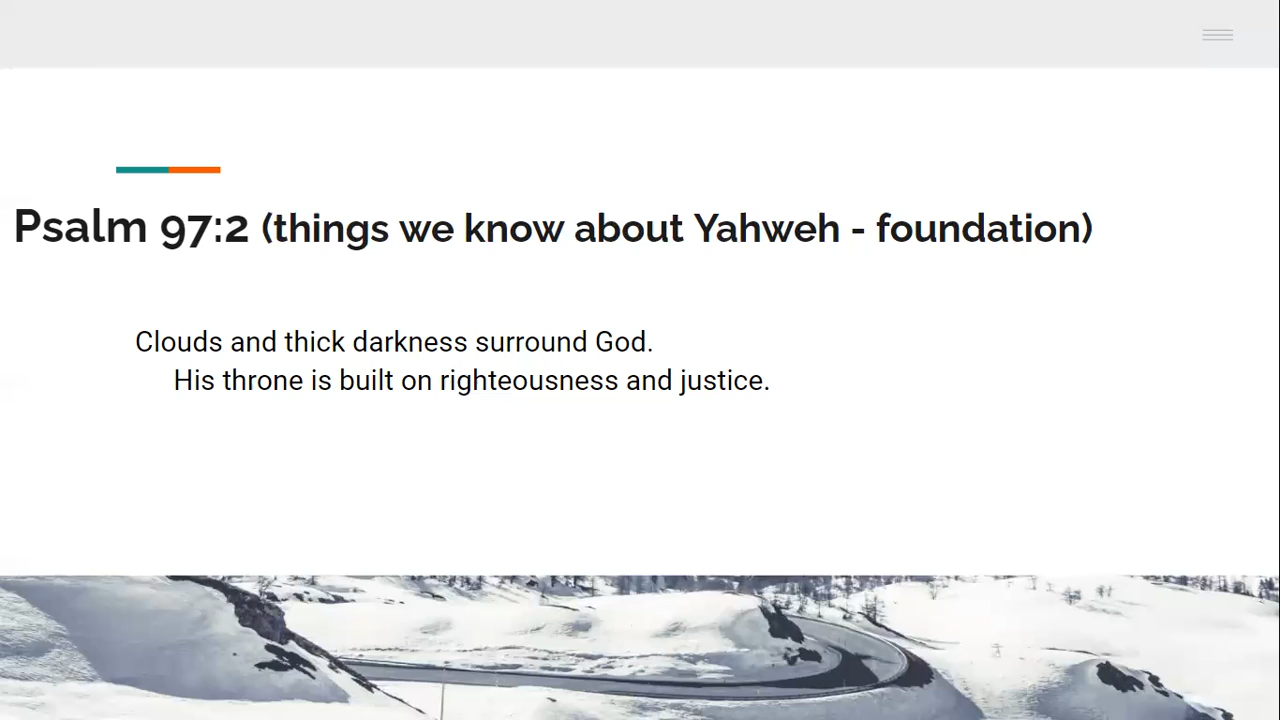 Psalm 97:2 (things we know about Yahweh - foundation)
Clouds and thick darkness surround God.
His throne is built on righteousness and justice.